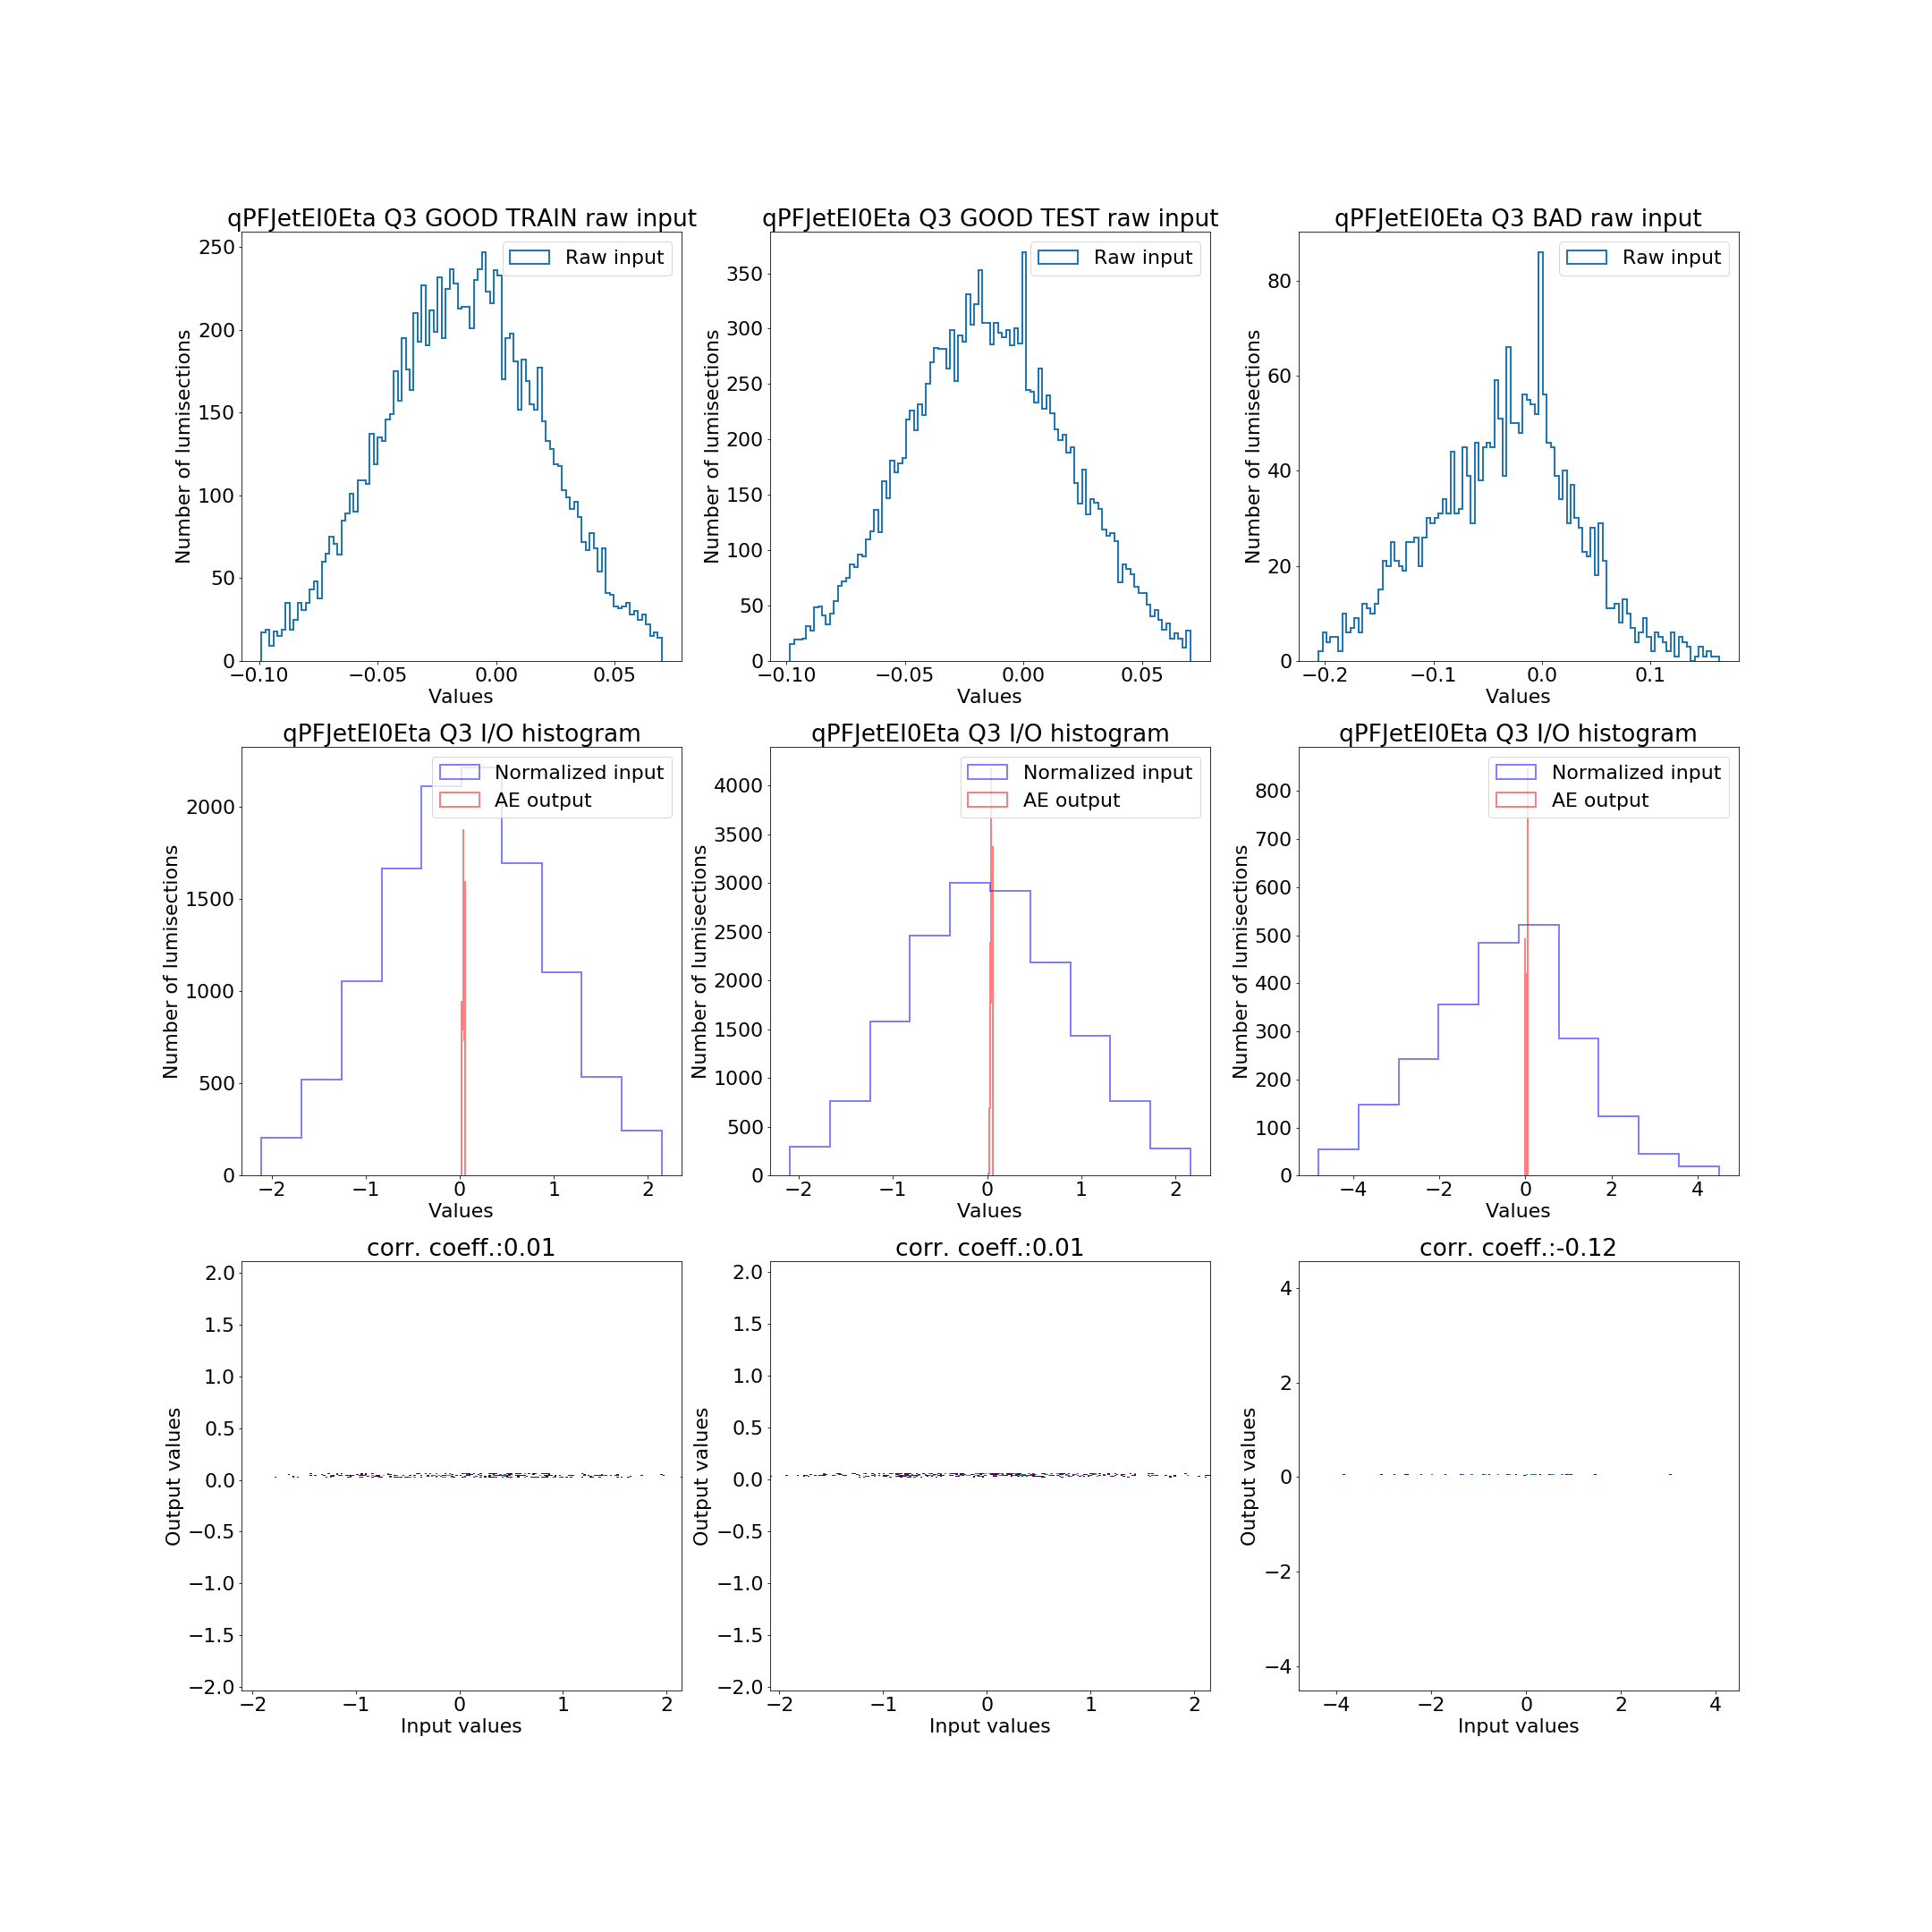 qPFJetEI0Eta Q3 GOOD TRAIN raw input
Raw input
250
200
150
100
50
0
Number of lumisections
−0.10 −0.05 0.00 0.05
Values
qPFJetEI0Eta Q3 GOOD TEST raw input
Raw input
350
300
250
200
150
100
50
0
Number of lumisections
−0.10 −0.05 0.00 0.05
Values
qPFJetEI0Eta Q3 BAD raw input
Raw input
80
60
40
20
0
Number of lumisections
−0.2 −0.1 0.0 0.1
Values
qPFJetEI0Eta Q3 I/O histogram
Normalized input
AE output
2000
1500
1000
500
0
Number of lumisections
−2 −1 0 1 2
Values
qPFJetEI0Eta Q3 I/O histogram
Normalized input
AE output
4000
3500
3000
2500
2000
1500
1000
500
0
Number of lumisections
−2 −1 0 1 2
Values
qPFJetEI0Eta Q3 I/O histogram
Normalized input
AE output
800
700
600
500
400
300
200
100
0
Number of lumisections
−4 −2 0 2 4
Values
corr. coeff.:0.01
2.0
1.5
1.0
0.5
0.0
−0.5
−1.0
−1.5
−2.0
Output values
−2 −1 0 1 2
Input values
corr. coeff.:0.01
2.0
1.5
1.0
0.5
0.0
−0.5
−1.0
−1.5
−2.0
Output values
−2 −1 0 1 2
Input values
corr. coeff.:-0.12
4
2
0
−2
−4
Output values
−4 −2 0 2 4
Input values